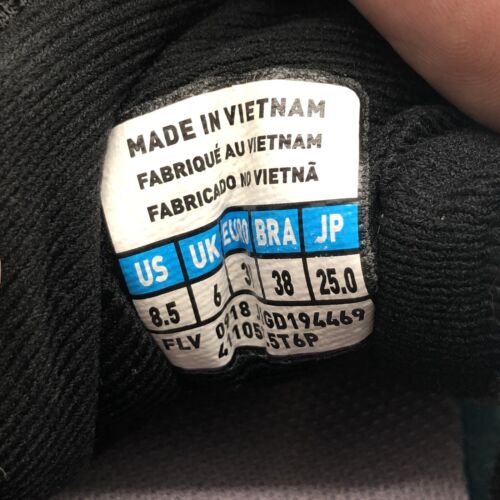 MADE IN VIETNAM
FABRIQUÉ AU VIETNAM
FABRICADO NO VIETNÃ
US UK EURO BRA JP
8.5 6 38 25.0
FLV GD194469